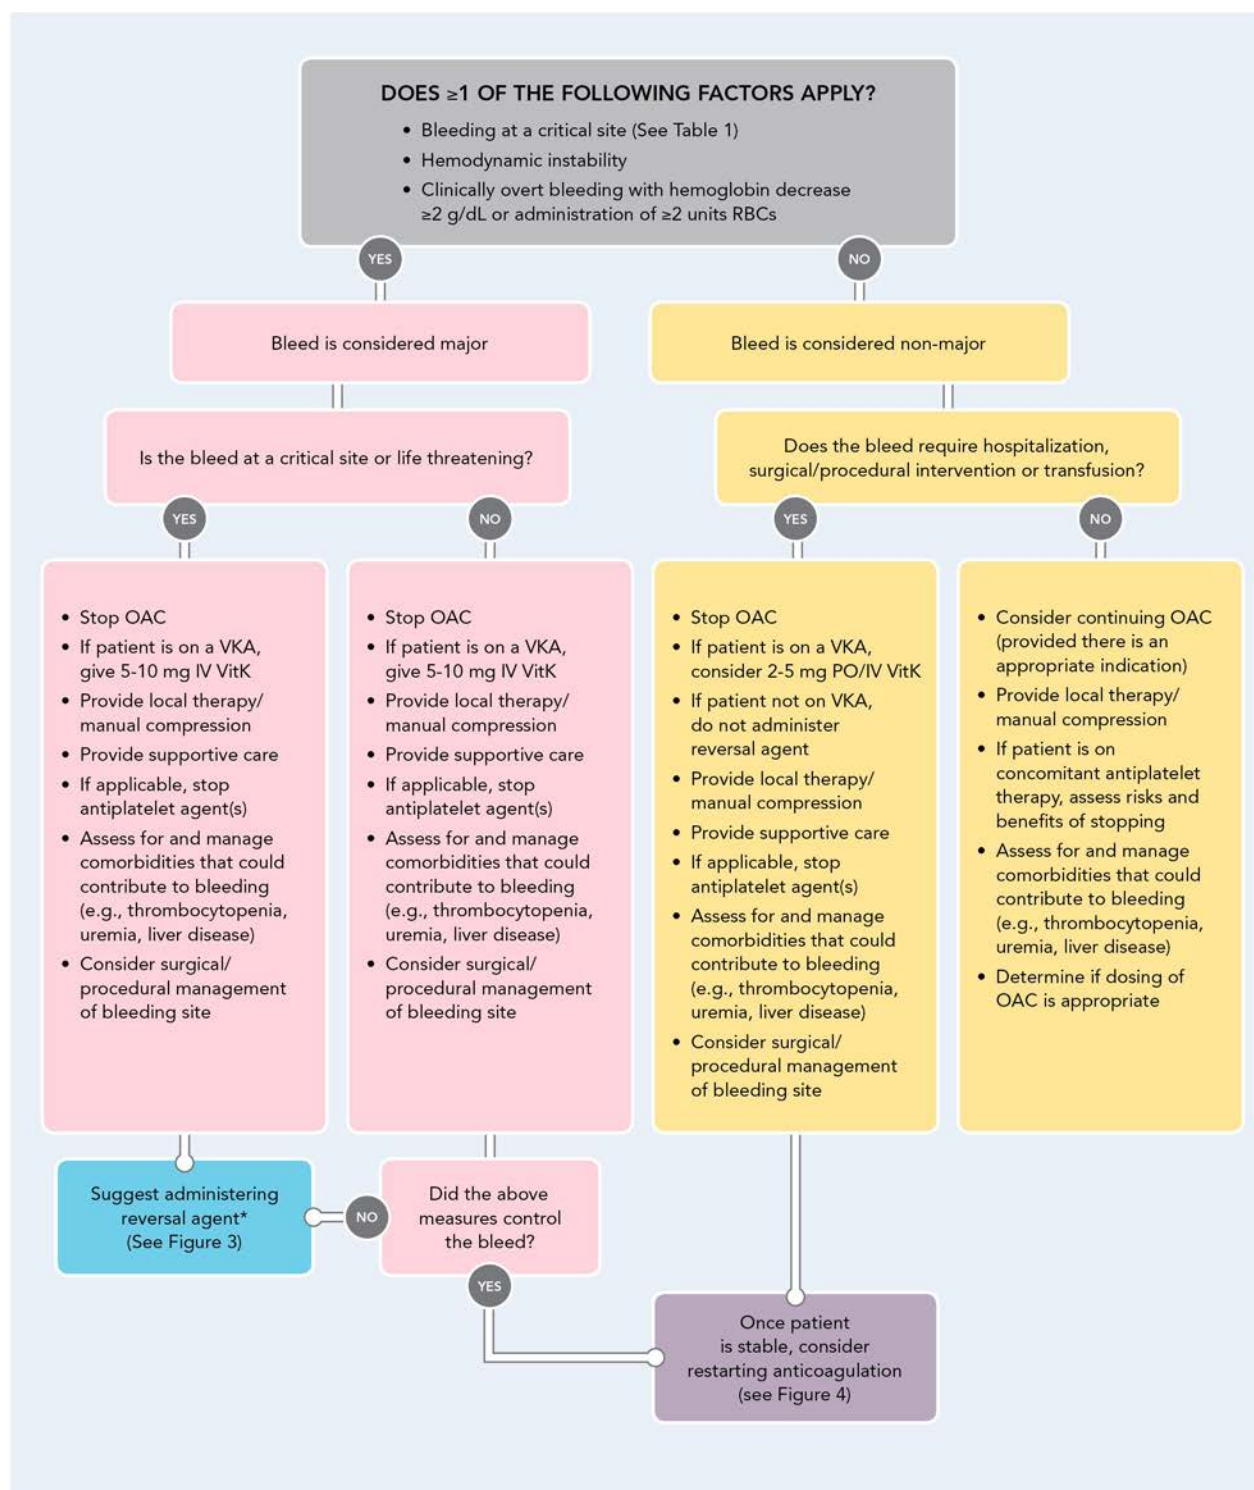 DOES ≥1 OF THE FOLLOWING FACTORS APPLY?
• Bleeding at a critical site (See Table 1)
• Hemodynamic instability
• Clinically overt bleeding with hemoglobin decrease
≥2 g/dL or administration of ≥2 units RBCs
YES
NO
Bleed is considered major
Bleed is considered non-major
Is the bleed at a critical site or life threatening?
Does the bleed require hospitalization,
surgical/procedural intervention or transfusion?
YES
NO
YES
NO
• Stop OAC
• If patient is on a VKA,
give 5-10 mg IV VitK
• Provide local therapy/
manual compression
• Provide supportive care
• If applicable, stop
antiplatelet agent(s)
• Assess for and manage
comorbidities that could
contribute to bleeding
(e.g., thrombocytopenia,
uremia, liver disease)
• Consider surgical/
procedural management
of bleeding site
• Stop OAC
• If patient is on a VKA,
give 5-10 mg IV VitK
• Provide local therapy/
manual compression
• Provide supportive care
• If applicable, stop
antiplatelet agent(s)
• Assess for and manage
comorbidities that could
contribute to bleeding
(e.g., thrombocytopenia,
uremia, liver disease)
• Consider surgical/
procedural management
of bleeding site
• Stop OAC
• If patient is on a VKA,
consider 2-5 mg PO/IV VitK
• If patient not on VKA,
do not administer
reversal agent
• Provide local therapy/
manual compression
• Provide supportive care
• If applicable, stop
antiplatelet agent(s)
• Assess for and manage
comorbidities that could
contribute to bleeding
(e.g., thrombocytopenia,
uremia, liver disease)
• Consider surgical/
procedural management
of bleeding site
• Consider continuing OAC
(provided there is an
appropriate indication)
• Provide local therapy/
manual compression
• If patient is on
concomitant antiplatelet
therapy, assess risks and
benefits of stopping
• Assess for and manage
comorbidities that could
contribute to bleeding
(e.g., thrombocytopenia,
uremia, liver disease)
• Determine if dosing of
OAC is appropriate
Suggest administering
reversal agent*
(See Figure 3)
NO
Did the above
measures control
the bleed?
YES
Once patient
is stable, consider
restarting anticoagulation
(see Figure 4)